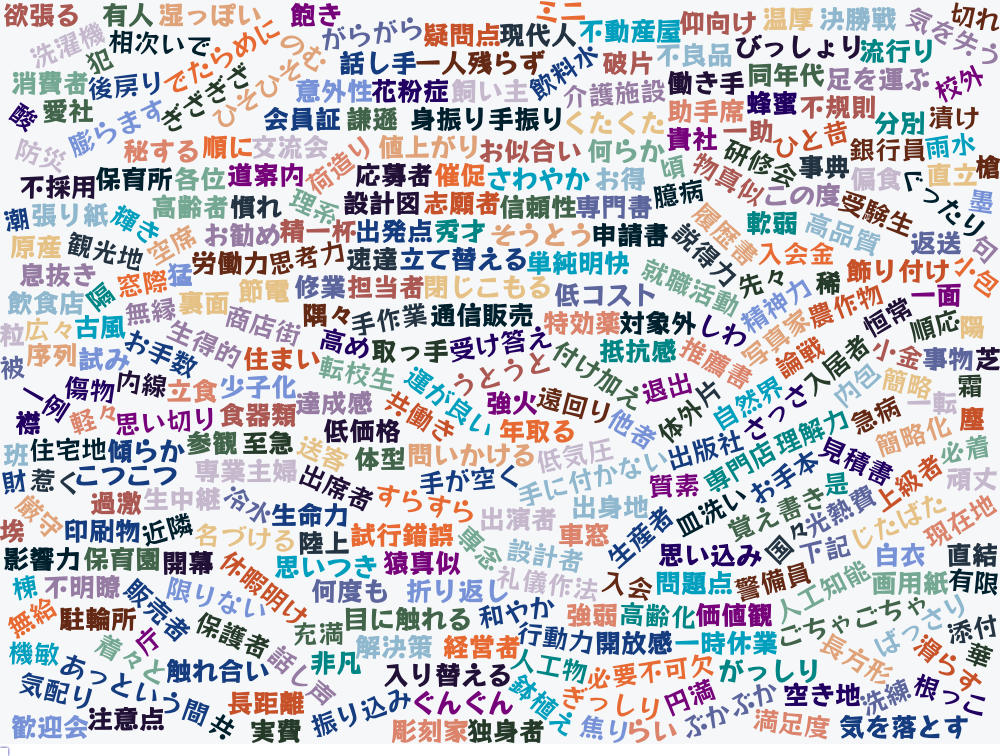 欲張る 有人 湿っぽい 飽き ミニ 切れ
洗濯機 犯 相次いで でたらめに のむ がらがら 疑問点 現代人 不動産屋 仰向け 温厚 決勝戦 気を失う
話し手 一人残らず 飲料水 破片 不良品 びっしょり 流行り
消費者 後戻り ぎざぎざ ひそひそ 意外性 花粉症 飼い主 介護施設 働き手 同年代 足を運ぶ 校外
酸 愛社 膨らます 会員証 謙遜 身振り手振り くたくた 助手席 蜂蜜 不規則 分別 漬け
防災 秘する 順に 交流会 荷造り 値上がり お似合い 何らか 貴社 一助 ひと昔 銀行員 雨水
不採用 保育所 各位 道案内 応募者 催促 さわやか お得 頃 物真似 研修会 事典 偏食 直立 槍
潮 張り紙 輝き 高齢者 慣れ 理系 設計図 志願者 信頼性 専門書 臆病 この度 受験生 ぐったり 墨
原産 観光地 空席 お勧め 精一杯 出発点 秀才 そうとう 申請書 履歴書 軟弱 高品質 返送 句
息抜き 窓際 猛 労働力 思考力 速達 立て替える 単純明快 説得力 入会金 飾り付け 小包
飲食店 隔 無縁 裏面 節電 修業 担当者 閉じこもる 低コスト 就職活動 先々 稀 一面
粒 広々 古風 お手数 生得的 商店街 隅々 手作業 通信販売 特効薬 対象外 しわ 精神力 写真家 農作物 恒常 順応 陽
被 序列 試み 住まい 高め 取っ手 受け答え 付け加え 抵抗感 推薦書 論戦 入居者 小金 事物 芝
一例 傷物 内線 立食 少子化 転校生 運が良い うとうと 退出 自然界 さっさ 内包 簡略 霜
襟 軽々 思い切り 食器類 達成感 共働き 強火 遠回り 他者 体外片 一転 塵
班 住宅地 傾らか 参観 至急 低価格 年取る 出版社 専門店 理解力 急病 簡略化 必着
財 惹く こつこつ 専業主婦 送客 体型 問いかける 低気圧 手に付かない お手本 見積書 頑丈
厳守 過激 生中継 冷水 出席者 手が空く 質素 皿洗い 覚え書き 是 上級者
埃 印刷物 近隣 名づける 生命力 すらすら 出演者 出身地 生産者 国々 光熱費 じたばた 現在地
影響力 保育園 開幕 陸上 試行錯誤 専念 設計者 車窓 思い込み 下記 白衣 直結
棟 不明瞭 休暇明け 思いつき 猿真似 礼儀作法 入会 問題点 警備員 人工知能 画用紙 有限
無給 駐輪所 販売者 限りない 何度も 折り返し 和やか 強弱 高齢化 価値観 ごちゃごちゃ ばっさり 添付
機敏 着々と 片 保護者 充満 目に触れる 解決策 経営者 行動力 開放感 一時休業 長方形 滑らす 華
気配り あっという間 触れ合い 話し声 非凡 入り替える 人工物 必要不可欠 がっしり 根っこ
歓迎会 注意点 共 長距離 実費 振り込み ぐんぐん 彫刻家 独身者 鉢植え ぎっしり 焦り らい 円満 ぶかぶか 満足度 空き地 洗練 気を落とす